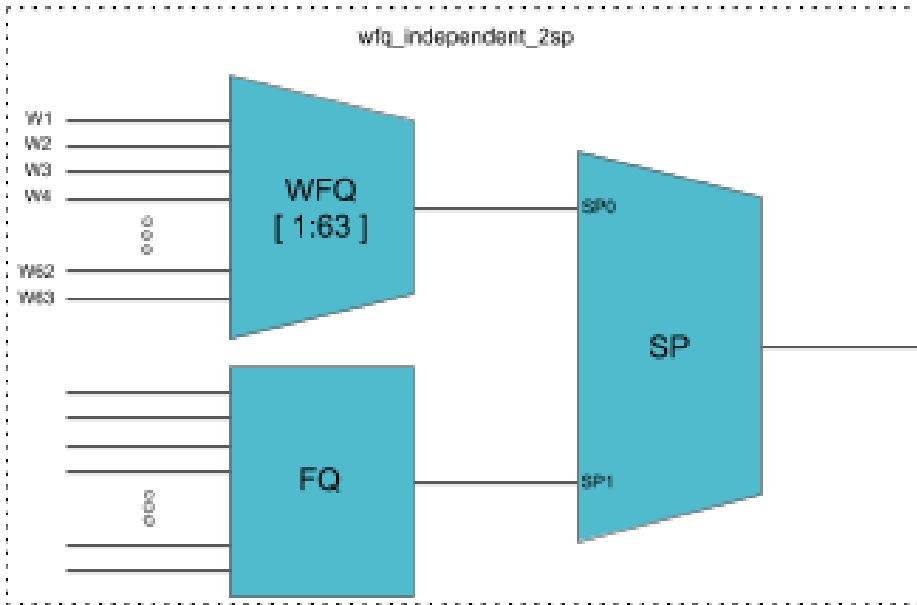 wfq_independent_2sp
W1
W2
W3
W4
W62
W63
WFQ
[ 1:63 ]
SP0
SP
FQ
SP1